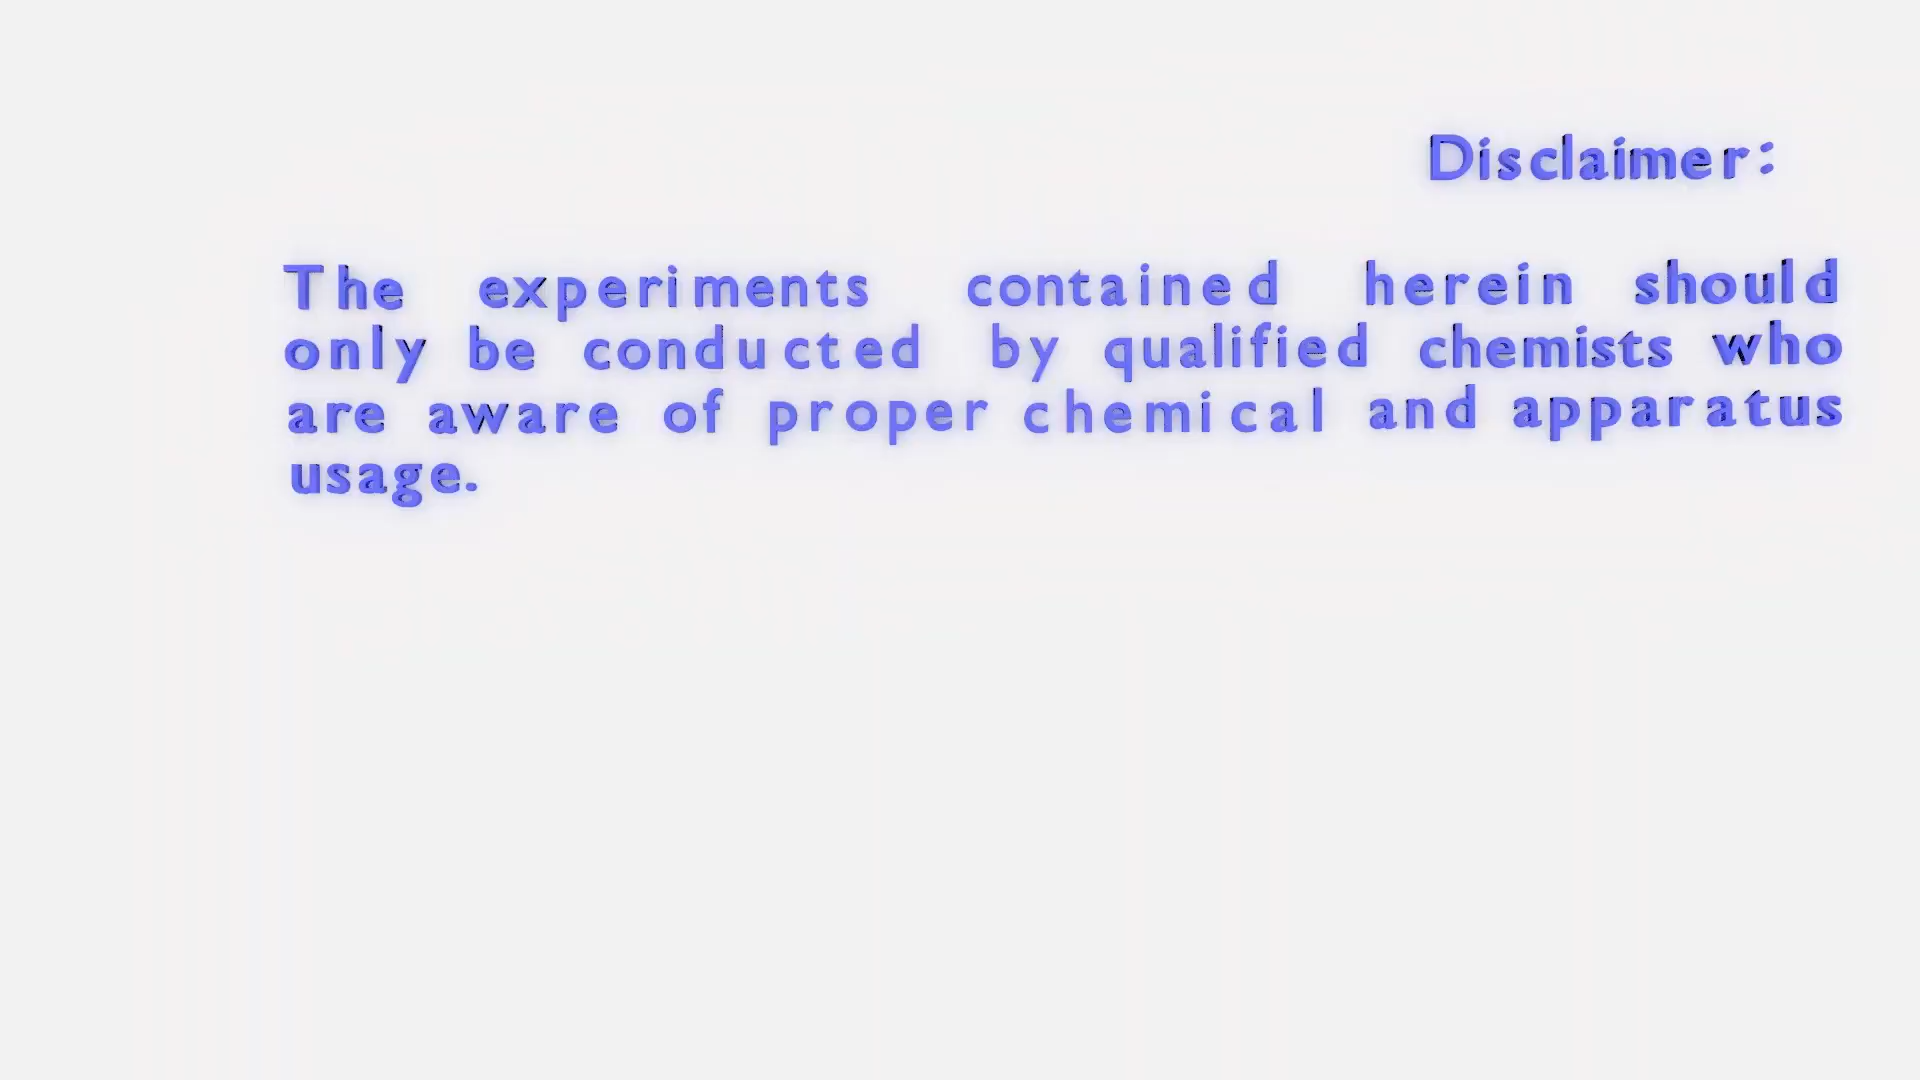 Disclaimer:
The experiments contained herein should
only be conducted by qualified chemists who
are aware of proper chemical and apparatus
usage.